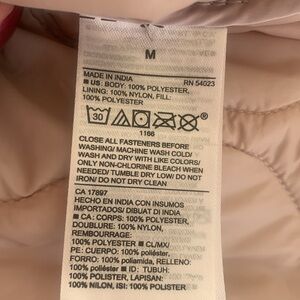 M
MADE IN INDIA RN 54023
■ US: BODY: 100% POLYESTER,
LINING: 100% NYLON, FILL:
100% POLYESTER
30
1166
CLOSE ALL FASTENERS BEFORE
WASHING/ MACHINE WASH COLD/
WASH AND DRY WITH LIKE COLORS/
ONLY NON-CLORINE BLEACH WHEN
NEEDED/ TUMBLE DRY LOW/ DO NOT
IRON/ DO NOT DRY CLEAN
CA 17897
HECHO EN INDIA CON INSUMOS
IMPORTADOS/ DIBUAT DI INDIA
■ CA: CORPS: 100% POLYESTER,
DOUBLURE: 100% NYLON,
REMBOURRAGE:
100% POLYESTER ■ CL/MX/
PE: CUERPO: 100% poliéster,
FORRO: 100% poliamida, RELLENO:
100% poliéster ■ ID: TUBUH:
100% POLISTER, LAPISAN:
100% NILON, ISI: 100% POLISTER